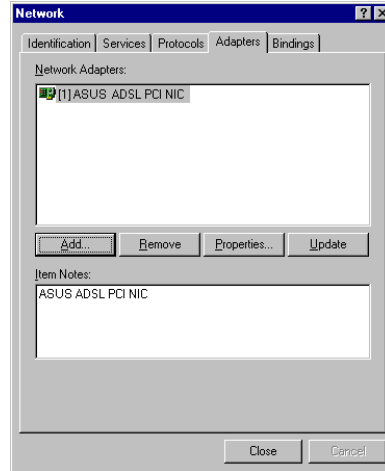 Network
Identification Services Protocols Adapters Bindings
Network Adapters:
[1] ASUS ADSL PCI NIC
Add... Remove Properties... Update
Item Notes:
ASUS ADSL PCI NIC
Close Cancel